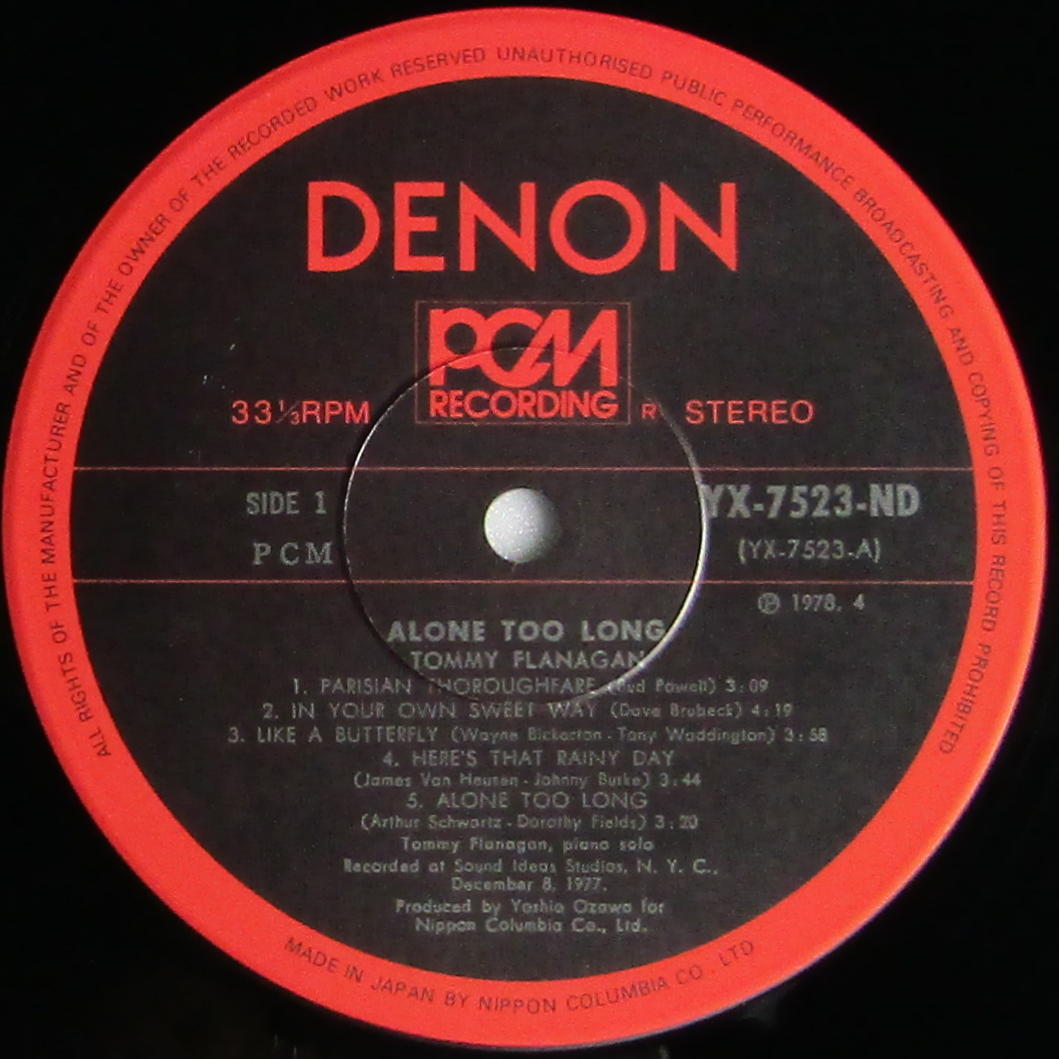 ALL RIGHTS OF THE MANUFACTURER AND OF THE OWNER OF THE RECORDED WORK RESERVED UNAUTHORISED PUBLIC PERFORMANCE BROADCASTING AND COPYING OF THIS RECORD PROHIBITED
DENON
PCM
RECORDING
33⅓RPM
R STEREO
SIDE 1
YX-7523-ND
PCM
(YX-7523-A)
℗ 1978. 4
ALONE TOO LONG
TOMMY FLANAGAN
1. PARISIAN THOROUGHFARE (Bud Powell) 3:09
2. IN YOUR OWN SWEET WAY (Dave Brubeck) 4:19
3. LIKE A BUTTERFLY (Wayne Bickerton - Tony Waddington) 3:58
4. HERE'S THAT RAINY DAY
(James Van Heusen - Johnny Burke) 3:44
5. ALONE TOO LONG
(Arthur Schwartz - Dorothy Fields) 3:20
Tommy Flanagan, piano solo
Recorded at Sound Ideas Studios, N. Y. C.,
December 8, 1977.
Produced by Yoshio Ozawa for
Nippon Columbia Co., Ltd.
MADE IN JAPAN BY NIPPON COLUMBIA CO., LTD